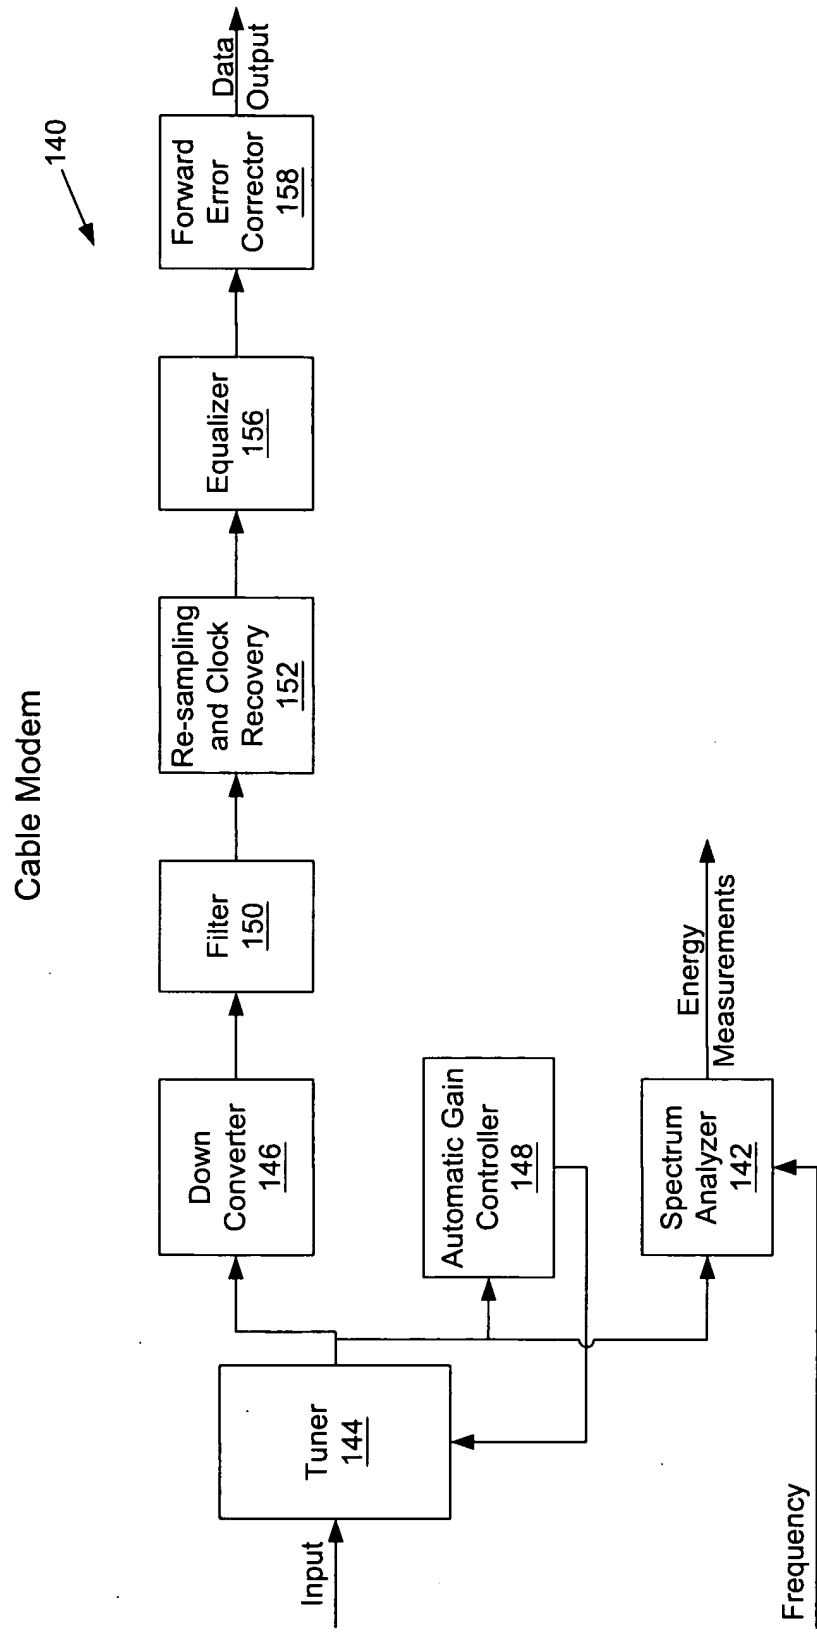 Cable Modem
140
Input
Tuner
144
Down
Converter
146
Filter
150
Re-sampling
and Clock
Recovery
152
Equalizer
156
Forward
Error
Corrector
158
Data
Output
Automatic Gain
Controller
148
Spectrum
Analyzer
142
Energy
Measurements
Frequency